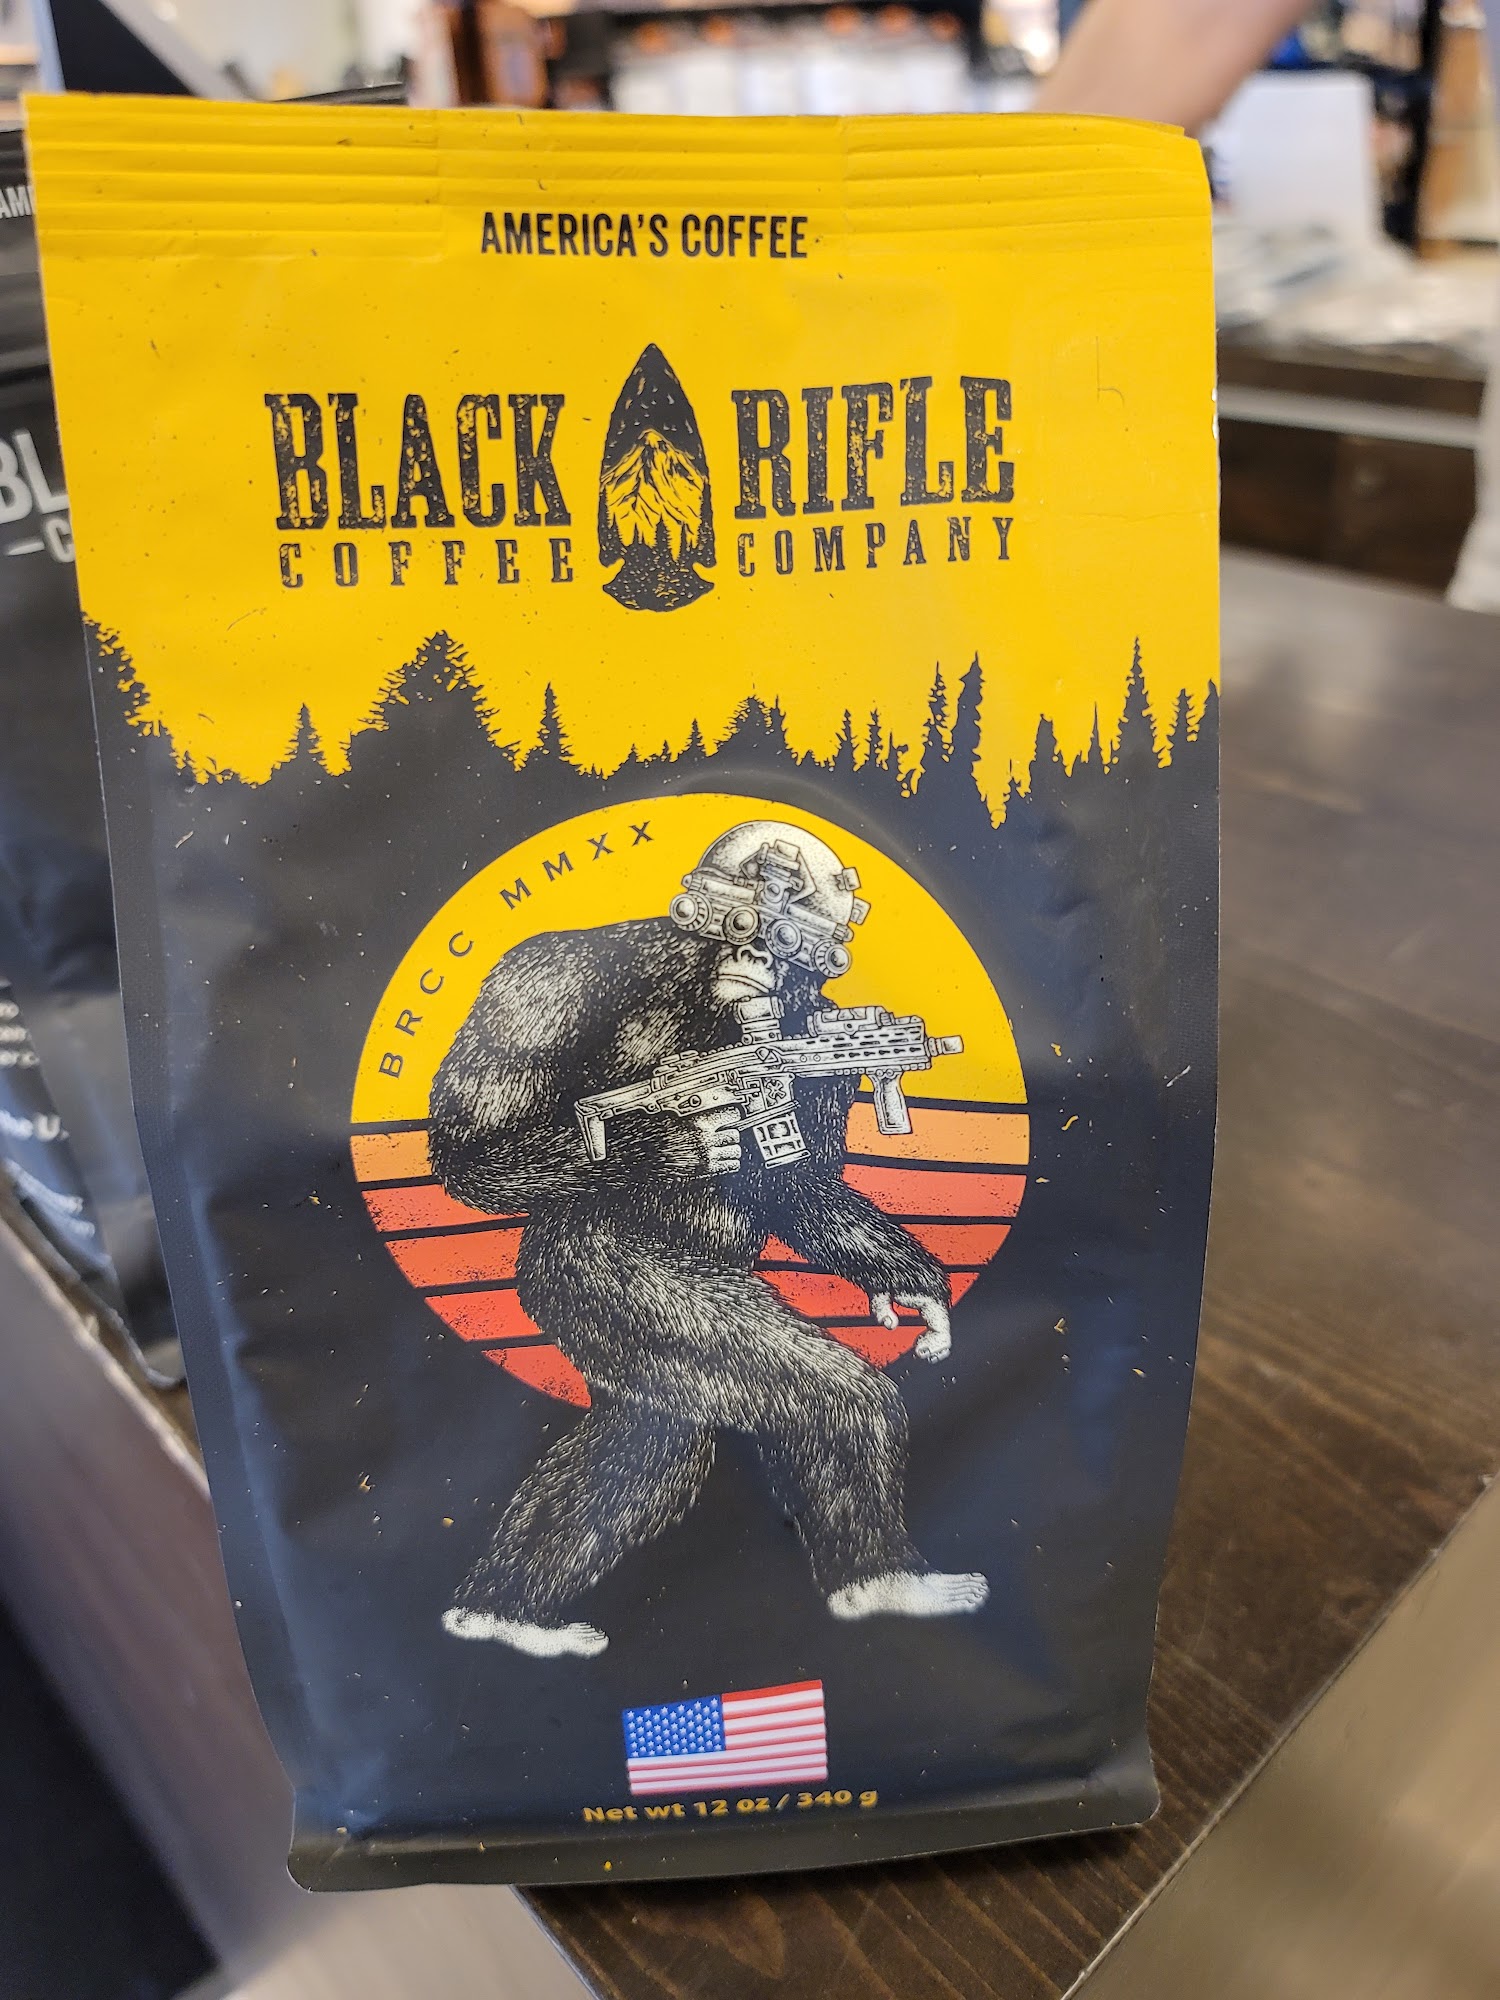 AMERICA'S COFFEE
BLACK RIFLE
COFFEE COMPANY
BRCC MMXX
Net wt 12 oz / 340 g